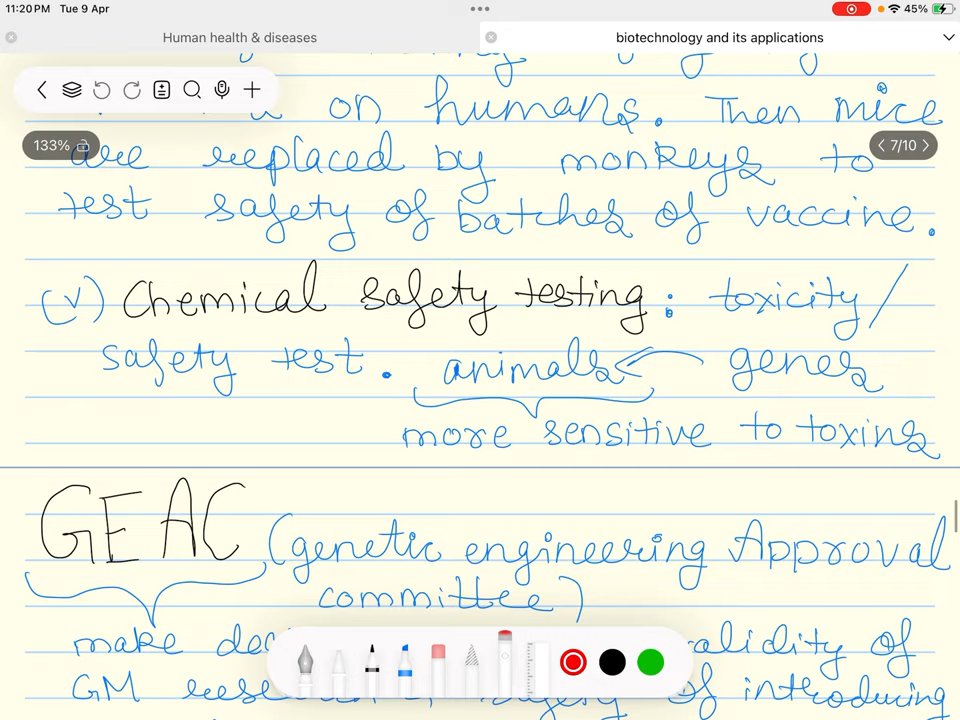 11:20 PM Tue 9 Apr
45%
Human health & diseases
biotechnology and its applications
on humans. Then mice
133%
7/10
are replaced by monkeys to
test safety of batches of vaccine.
(v) Chemical safety testing: toxicity/
safety test. animals genes
more sensitive to toxins
GEAC (genetic engineering Approval
committee)
make validity of
GM of introducing